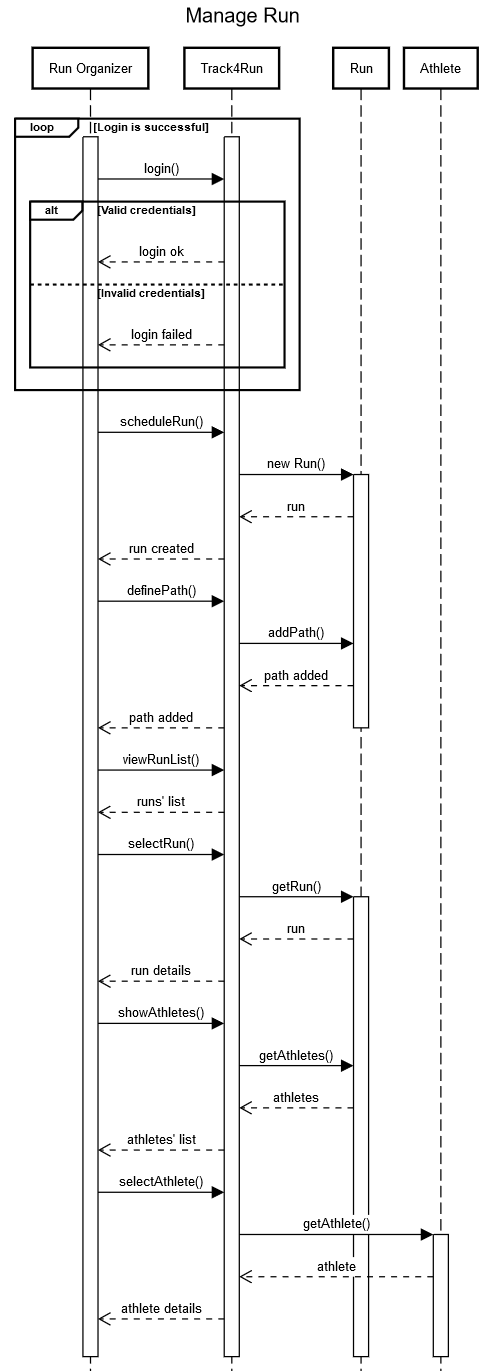 Manage Run
Run Organizer
Track4Run
Run
Athlete
loop
[Login is successful]
login()
alt
[Valid credentials]
login ok
[Invalid credentials]
login failed
scheduleRun()
new Run()
run
run created
definePath()
addPath()
path added
path added
viewRunList()
runs' list
selectRun()
getRun()
run
run details
showAthletes()
getAthletes()
athletes
athletes' list
selectAthlete()
getAthlete()
athlete
athlete details